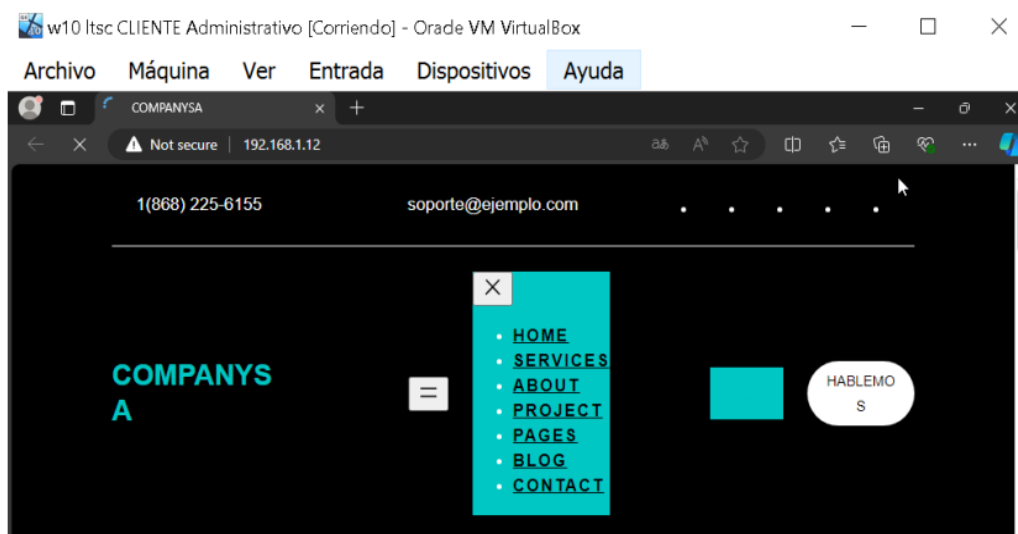 w10 ltsc CLIENTE Administrativo [Corriendo] - Oracle VM VirtualBox
Archivo Máquina Ver Entrada Dispositivos Ayuda
COMPANYSA
Not secure 192.168.1.12
1(868) 225-6155 soporte@ejemplo.com
HOME
SERVICES
ABOUT
PROJECT
PAGES
BLOG
CONTACT
COMPANYS
A
HABLEMO
S